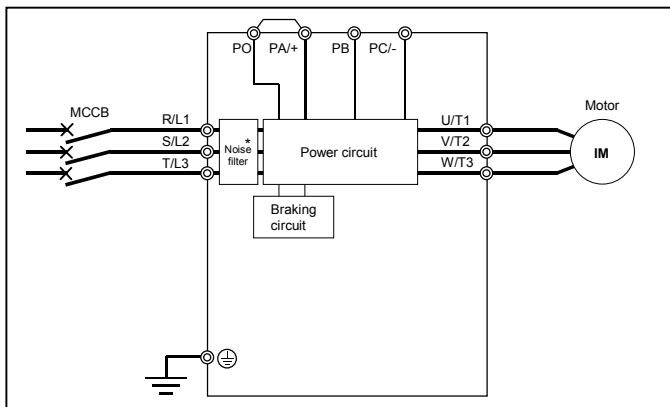 PO PA/+ PB PC/-
MCCB
R/L1
S/L2
T/L3
*
Noise
filter
Power circuit
Braking
circuit
U/T1
V/T2
W/T3
Motor
IM